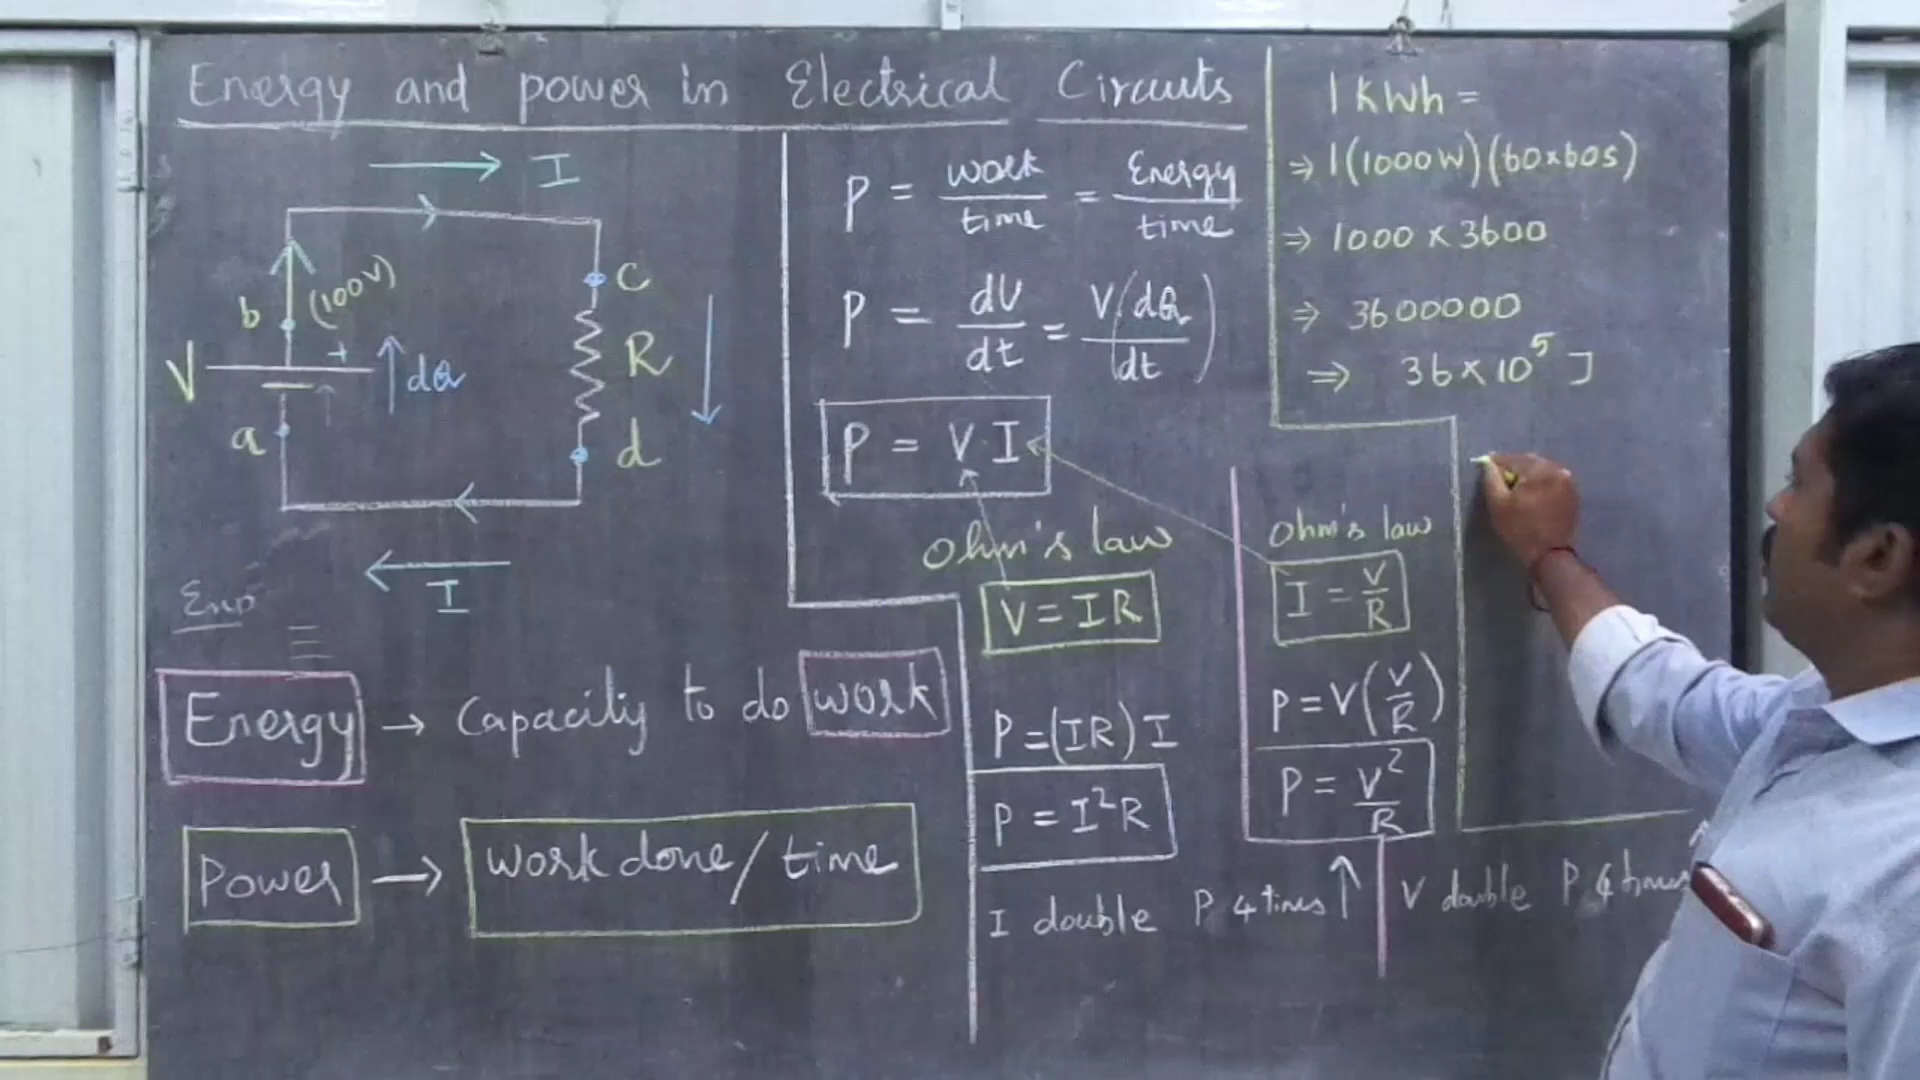 Energy and power in Electrical Circuits
I
b
(100V)
C
V
+
dQ
R
a
d
I
Energy → Capacity to do work
Power → Work done / time
P = work/time = Energy/time
P = dU/dt = V(dQ/dt)
P = V I
Ohm's law
V = I R
P = (IR) I
P = I²R
I double P 4 times ↑
Ohm's law
I = V/R
P = V(V/R)
P = V²/R
V double P 4 times
1 KWh =
⇒ 1(1000W)(60×60s)
⇒ 1000 × 3600
⇒ 3600000
⇒ 36 × 10⁵ J